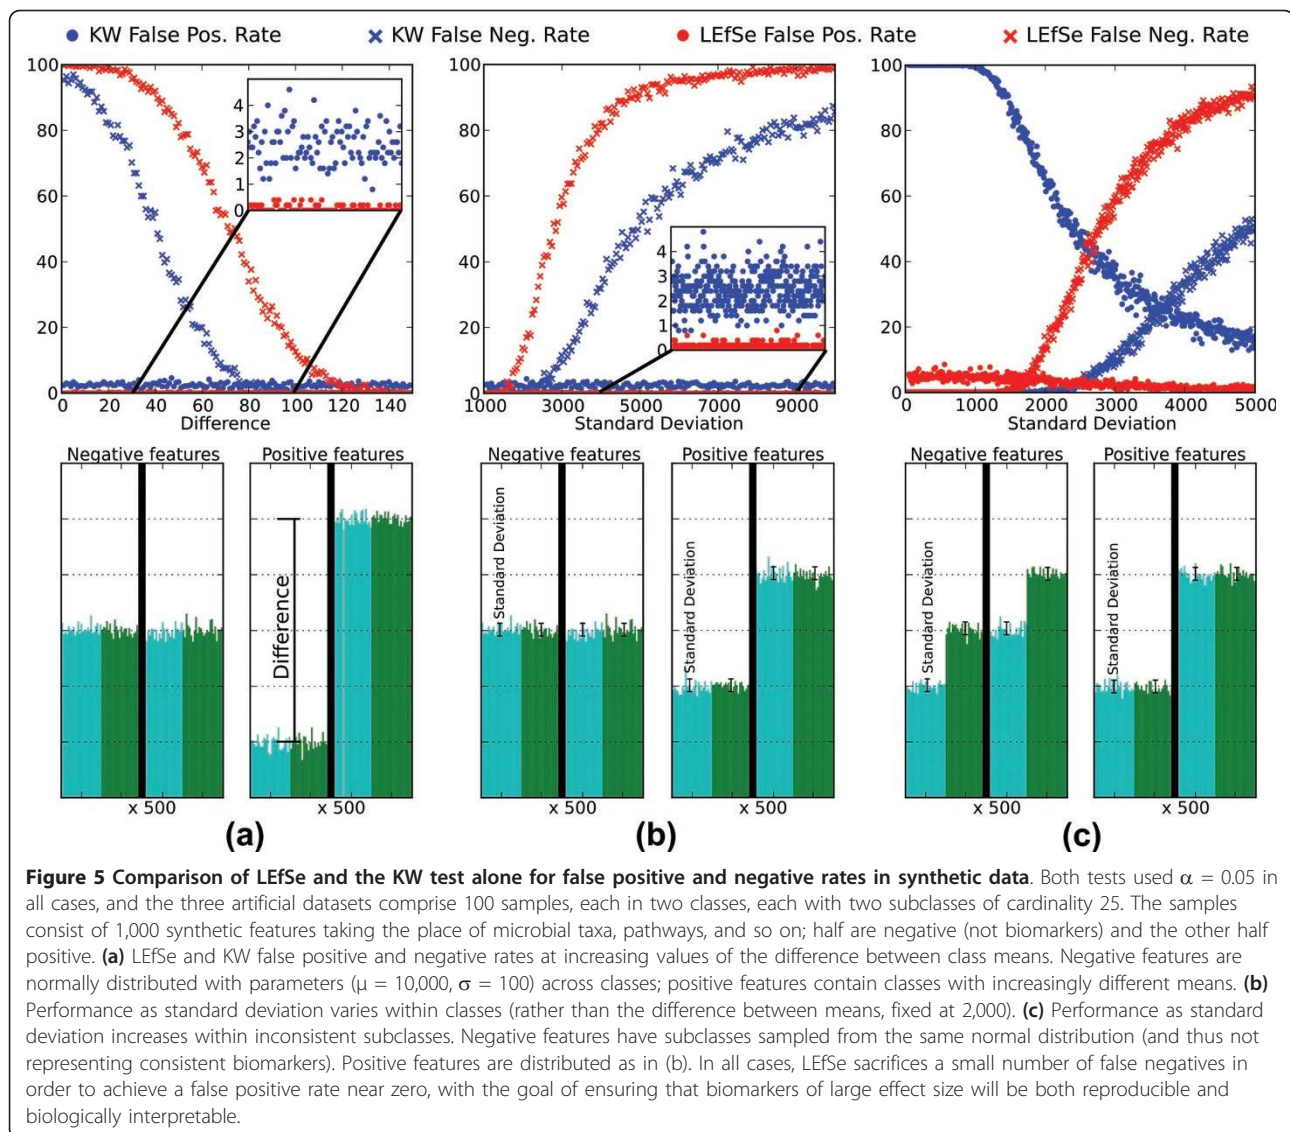 KW False Pos. Rate KW False Neg. Rate LEfSe False Pos. Rate LEfSe False Neg. Rate
100
80
60
40
20
0
4
3
2
1
0
0 20 40 60 80 100 120 140
Difference
100
80
60
40
20
0
4
3
2
1
0
1000 3000 5000 7000 9000
Standard Deviation
100
80
60
40
20
0
0 1000 2000 3000 4000 5000
Standard Deviation
Negative features Positive features
Difference
x 500 x 500
(a)
Negative features Positive features
Standard Deviation
Standard Deviation
x 500 x 500
(b)
Negative features Positive features
Standard Deviation
Standard Deviation
x 500 x 500
(c)
Figure 5 Comparison of LEfSe and the KW test alone for false positive and negative rates in synthetic data. Both tests used α = 0.05 in
all cases, and the three artificial datasets comprise 100 samples, each in two classes, each with two subclasses of cardinality 25. The samples
consist of 1,000 synthetic features taking the place of microbial taxa, pathways, and so on; half are negative (not biomarkers) and the other half
positive. (a) LEfSe and KW false positive and negative rates at increasing values of the difference between class means. Negative features are
normally distributed with parameters (μ = 10,000, σ = 100) across classes; positive features contain classes with increasingly different means. (b)
Performance as standard deviation varies within classes (rather than the difference between means, fixed at 2,000). (c) Performance as standard
deviation increases within inconsistent subclasses. Negative features have subclasses sampled from the same normal distribution (and thus not
representing consistent biomarkers). Positive features are distributed as in (b). In all cases, LEfSe sacrifices a small number of false negatives in
order to achieve a false positive rate near zero, with the goal of ensuring that biomarkers of large effect size will be both reproducible and
biologically interpretable.